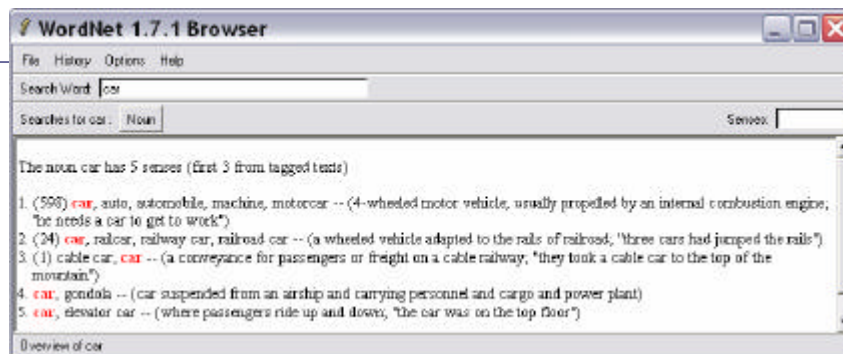 WordNet 1.7.1 Browser
File History Options Help
Search Word: car
Searches for car: Noun Senses:
The noun car has 5 senses (first 3 from tagged texts)
1. (598) car, auto, automobile, machine, motorcar -- (4-wheeled motor vehicle, usually propelled by an internal combustion engine;
"he needs a car to get to work")
2. (24) car, railcar, railway car, railroad car -- (a wheeled vehicle adapted to the rails of railroad; "three cars had jumped the rails")
3. (1) cable car, car -- (a conveyance for passengers or freight on a cable railway; "they took a cable car to the top of the
mountain")
4. car, gondola -- (car suspended from an airship and carrying personnel and cargo and power plant)
5. car, elevator car -- (where passengers ride up and down; "the car was on the top floor")
Overview of car